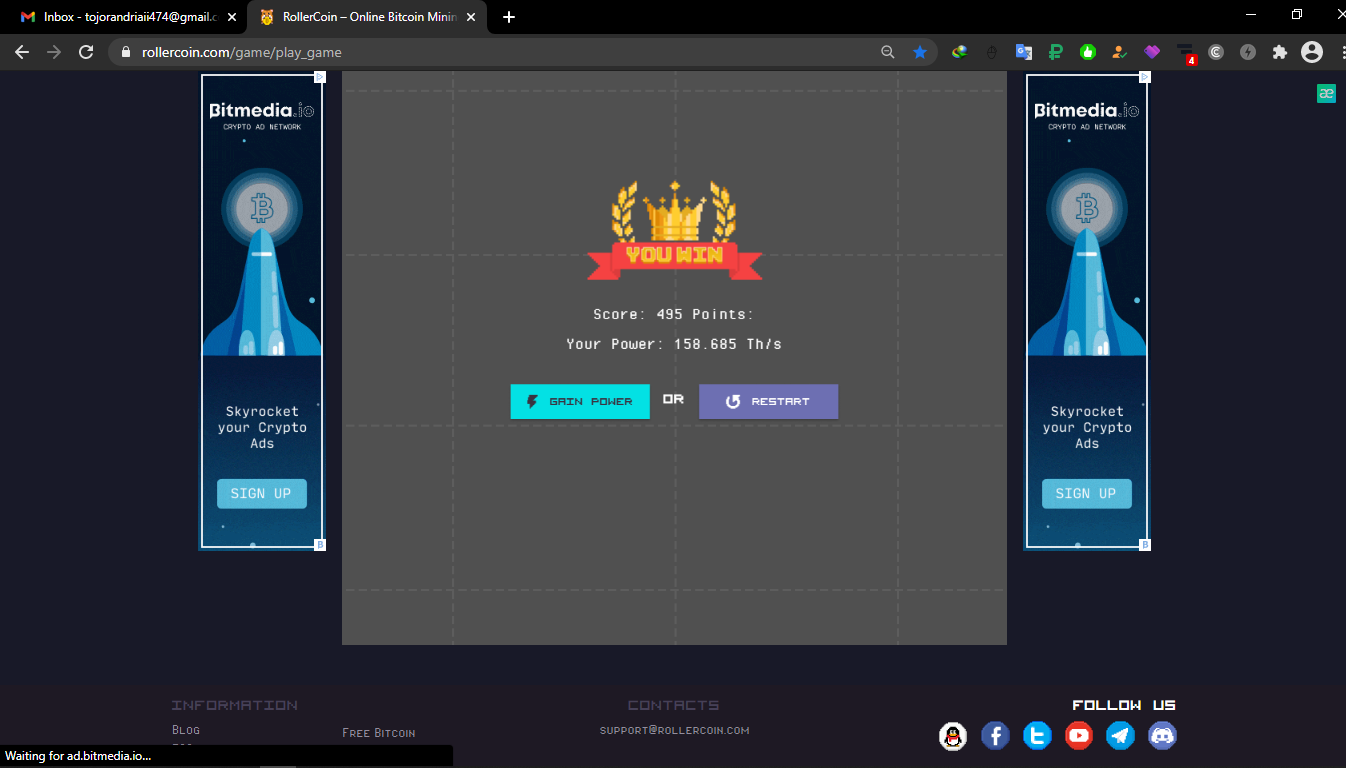 Inbox - tojorandriaii474@gmail.c
RollerCoin – Online Bitcoin Minin
rollercoin.com/game/play_game
4
Bitmedia.io
CRYPTO AD NETWORK
Skyrocket
your Crypto
Ads
SIGN UP
YOU WIN
Score: 495 Points:
Your Power: 158.685 Th/s
GAIN POWER
OR
RESTART
Bitmedia.io
CRYPTO AD NETWORK
Skyrocket
your Crypto
Ads
SIGN UP
INFORMATION
Blog
Free Bitcoin
CONTACTS
support@rollercoin.com
FOLLOW US
Waiting for ad.bitmedia.io...